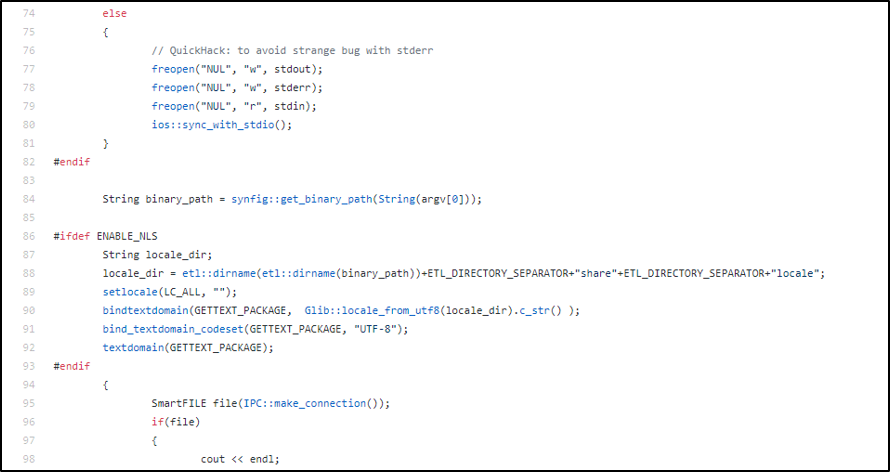 74 else
75 {
76 // QuickHack: to avoid strange bug with stderr
77 freopen("NUL", "w", stdout);
78 freopen("NUL", "w", stderr);
79 freopen("NUL", "r", stdin);
80 ios::sync_with_stdio();
81 }
82 #endif
83
84 String binary_path = synfig::get_binary_path(String(argv[0]));
85
86 #ifdef ENABLE_NLS
87 String locale_dir;
88 locale_dir = etl::dirname(etl::dirname(binary_path))+ETL_DIRECTORY_SEPARATOR+"share"+ETL_DIRECTORY_SEPARATOR+"locale";
89 setlocale(LC_ALL, "");
90 bindtextdomain(GETTEXT_PACKAGE,  Glib::locale_from_utf8(locale_dir).c_str() );
91 bind_textdomain_codeset(GETTEXT_PACKAGE, "UTF-8");
92 textdomain(GETTEXT_PACKAGE);
93 #endif
94 {
95 SmartFILE file(IPC::make_connection());
96 if(file)
97 {
98 cout << endl;